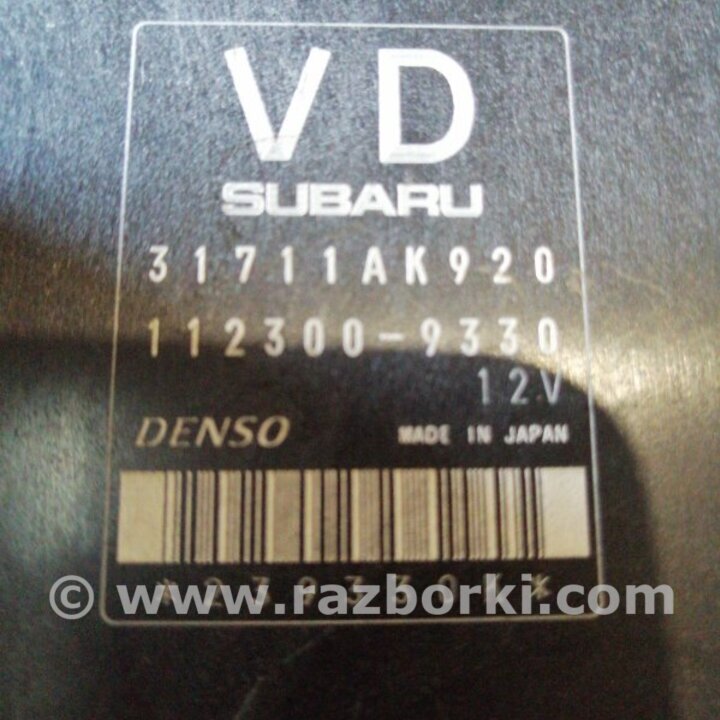 VD
SUBARU
31711AK920
112300-9330
12V
DENSO MADE IN JAPAN
© www.razborki.com